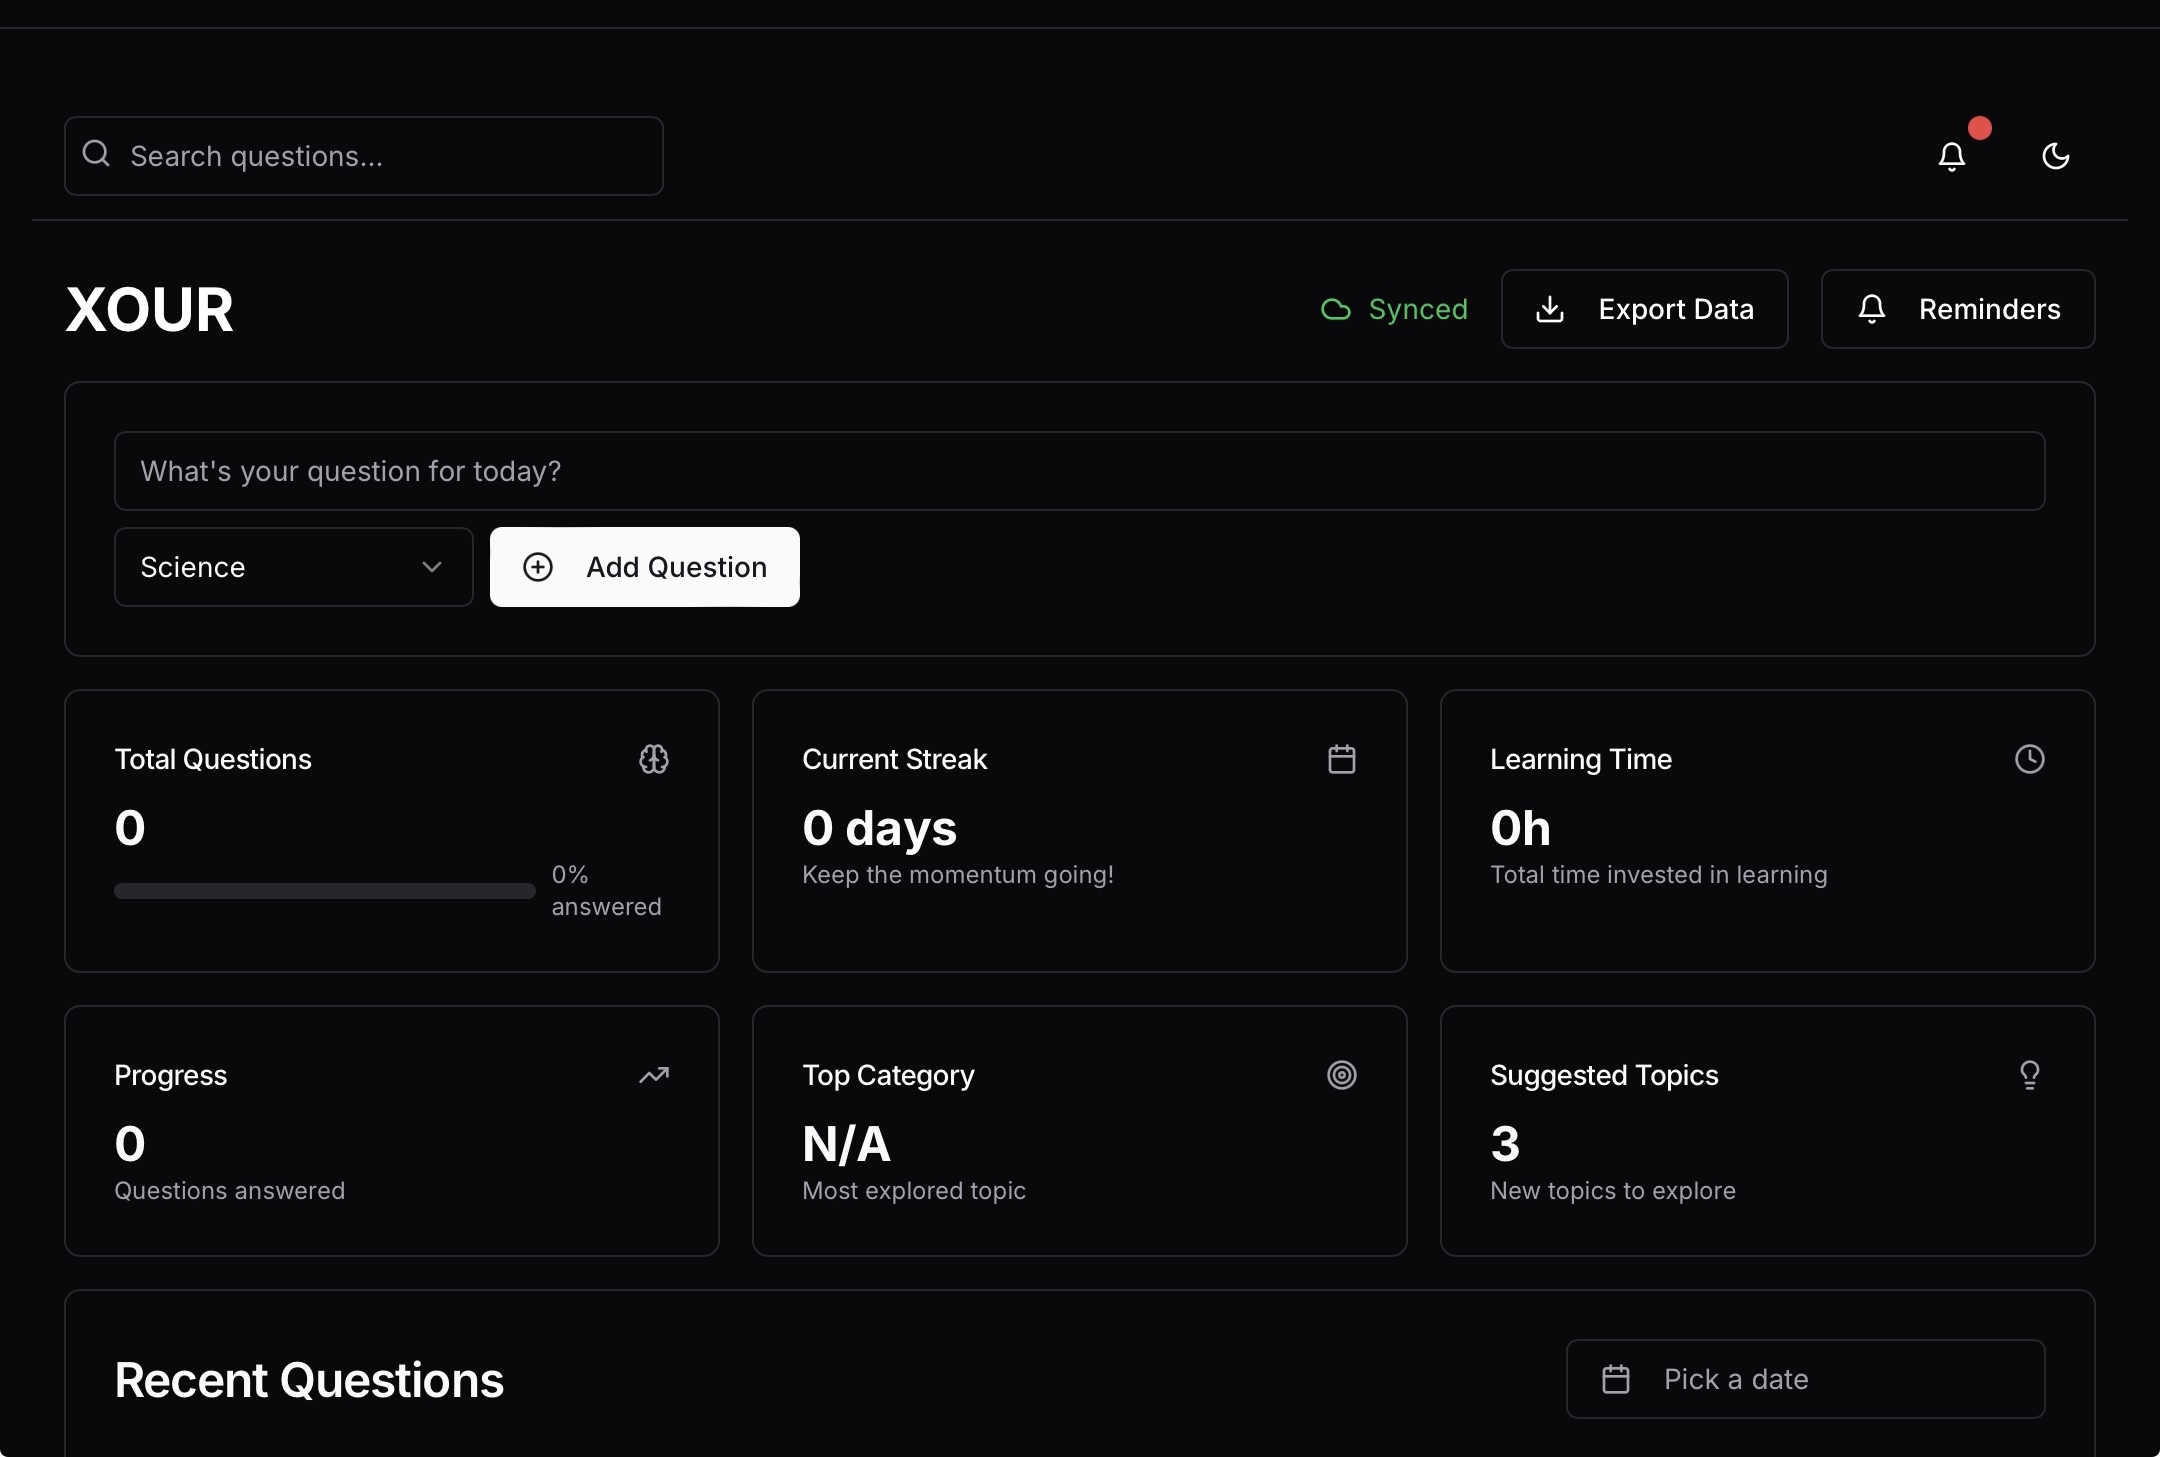 Search questions...
XOUR
Synced
Export Data
Reminders
What's your question for today?
Science
Add Question
Total Questions
0
0%
answered
Current Streak
0 days
Keep the momentum going!
Learning Time
0h
Total time invested in learning
Progress
0
Questions answered
Top Category
N/A
Most explored topic
Suggested Topics
3
New topics to explore
Recent Questions
Pick a date